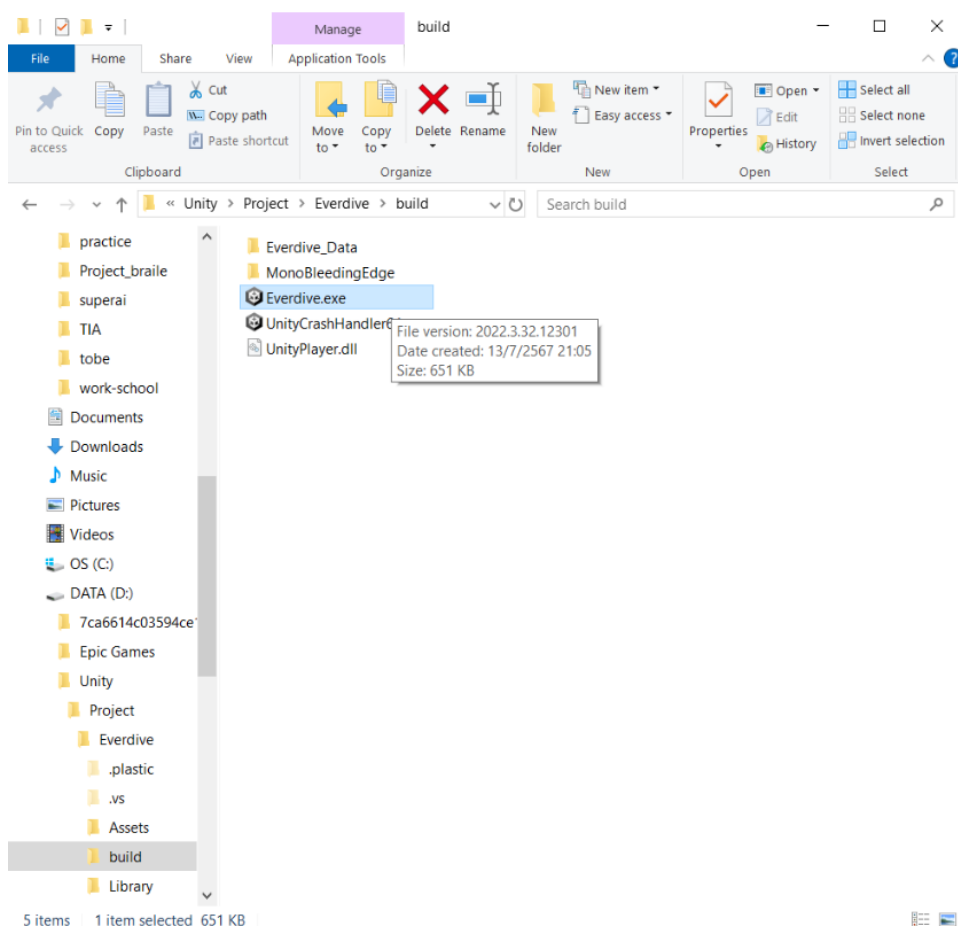 Manage build
File Home Share View Application Tools
Pin to Quick access
Copy
Paste
Cut
Copy path
Paste shortcut
Clipboard
Move to
Copy to
Delete
Rename
Organize
New folder
New item
Easy access
New
Properties
Open
Edit
History
Open
Select all
Select none
Invert selection
Select
« Unity > Project > Everdive > build
Search build
practice
Project_braile
superai
TIA
tobe
work-school
Documents
Downloads
Music
Pictures
Videos
OS (C:)
DATA (D:)
7ca6614c03594ce
Epic Games
Unity
Project
Everdive
.plastic
.vs
Assets
build
Library
Everdive_Data
MonoBleedingEdge
Everdive.exe
UnityCrashHandler6
UnityPlayer.dll
File version: 2022.3.32.12301
Date created: 13/7/2567 21:05
Size: 651 KB
5 items 1 item selected 651 KB